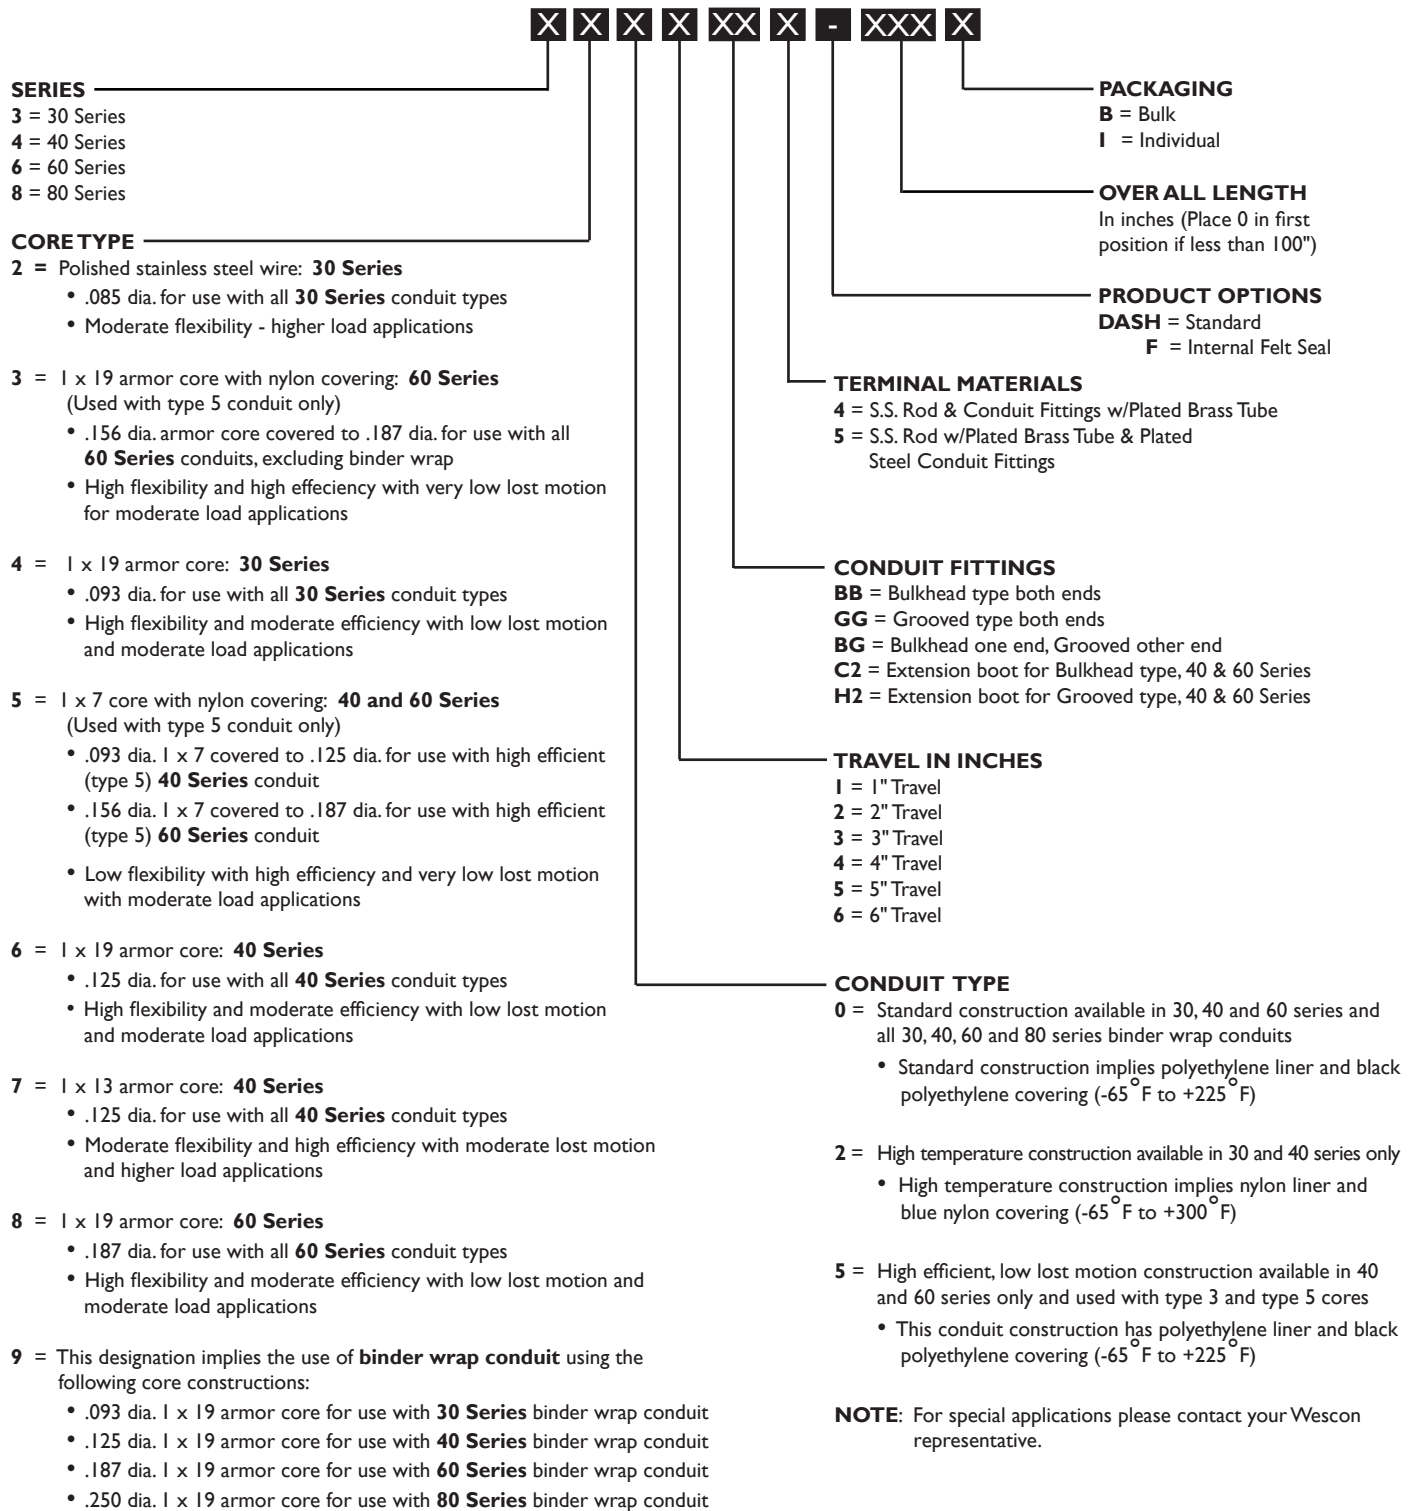 X X X X XX X - XXX X
SERIES
3 = 30 Series
4 = 40 Series
6 = 60 Series
8 = 80 Series
CORE TYPE
2 = Polished stainless steel wire: 30 Series
• .085 dia. for use with all 30 Series conduit types
• Moderate flexibility - higher load applications
3 = 1 x 19 armor core with nylon covering: 60 Series
(Used with type 5 conduit only)
• .156 dia. armor core covered to .187 dia. for use with all
60 Series conduits, excluding binder wrap
• High flexibility and high effeciency with very low lost motion
for moderate load applications
4 = 1 x 19 armor core: 30 Series
• .093 dia. for use with all 30 Series conduit types
• High flexibility and moderate efficiency with low lost motion
and moderate load applications
5 = 1 x 7 core with nylon covering: 40 and 60 Series
(Used with type 5 conduit only)
• .093 dia. 1 x 7 covered to .125 dia. for use with high efficient
(type 5) 40 Series conduit
• .156 dia. 1 x 7 covered to .187 dia. for use with high efficient
(type 5) 60 Series conduit
• Low flexibility with high efficiency and very low lost motion
with moderate load applications
6 = 1 x 19 armor core: 40 Series
• .125 dia. for use with all 40 Series conduit types
• High flexibility and moderate efficiency with low lost motion
and moderate load applications
7 = 1 x 13 armor core: 40 Series
• .125 dia. for use with all 40 Series conduit types
• Moderate flexibility and high efficiency with moderate lost motion
and higher load applications
8 = 1 x 19 armor core: 60 Series
• .187 dia. for use with all 60 Series conduit types
• High flexibility and moderate efficiency with low lost motion and
moderate load applications
9 = This designation implies the use of binder wrap conduit using the
following core constructions:
• .093 dia. 1 x 19 armor core for use with 30 Series binder wrap conduit
• .125 dia. 1 x 19 armor core for use with 40 Series binder wrap conduit
• .187 dia. 1 x 19 armor core for use with 60 Series binder wrap conduit
• .250 dia. 1 x 19 armor core for use with 80 Series binder wrap conduit
PACKAGING
B = Bulk
I = Individual
OVER ALL LENGTH
In inches (Place 0 in first
position if less than 100")
PRODUCT OPTIONS
DASH = Standard
F = Internal Felt Seal
TERMINAL MATERIALS
4 = S.S. Rod & Conduit Fittings w/Plated Brass Tube
5 = S.S. Rod w/Plated Brass Tube & Plated
Steel Conduit Fittings
CONDUIT FITTINGS
BB = Bulkhead type both ends
GG = Grooved type both ends
BG = Bulkhead one end, Grooved other end
C2 = Extension boot for Bulkhead type, 40 & 60 Series
H2 = Extension boot for Grooved type, 40 & 60 Series
TRAVEL IN INCHES
1 = 1" Travel
2 = 2" Travel
3 = 3" Travel
4 = 4" Travel
5 = 5" Travel
6 = 6" Travel
CONDUIT TYPE
0 = Standard construction available in 30, 40 and 60 series and
all 30, 40, 60 and 80 series binder wrap conduits
• Standard construction implies polyethylene liner and black
polyethylene covering (-65°F to +225°F)
2 = High temperature construction available in 30 and 40 series only
• High temperature construction implies nylon liner and
blue nylon covering (-65°F to +300°F)
5 = High efficient, low lost motion construction available in 40
and 60 series only and used with type 3 and type 5 cores
• This conduit construction has polyethylene liner and black
polyethylene covering (-65°F to +225°F)
NOTE: For special applications please contact your Wescon
representative.